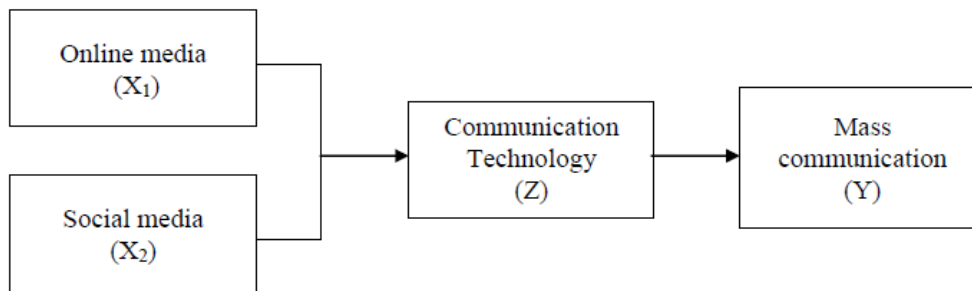 Online media
(X₁)
Social media
(X₂)
Communication
Technology
(Z)
Mass
communication
(Y)